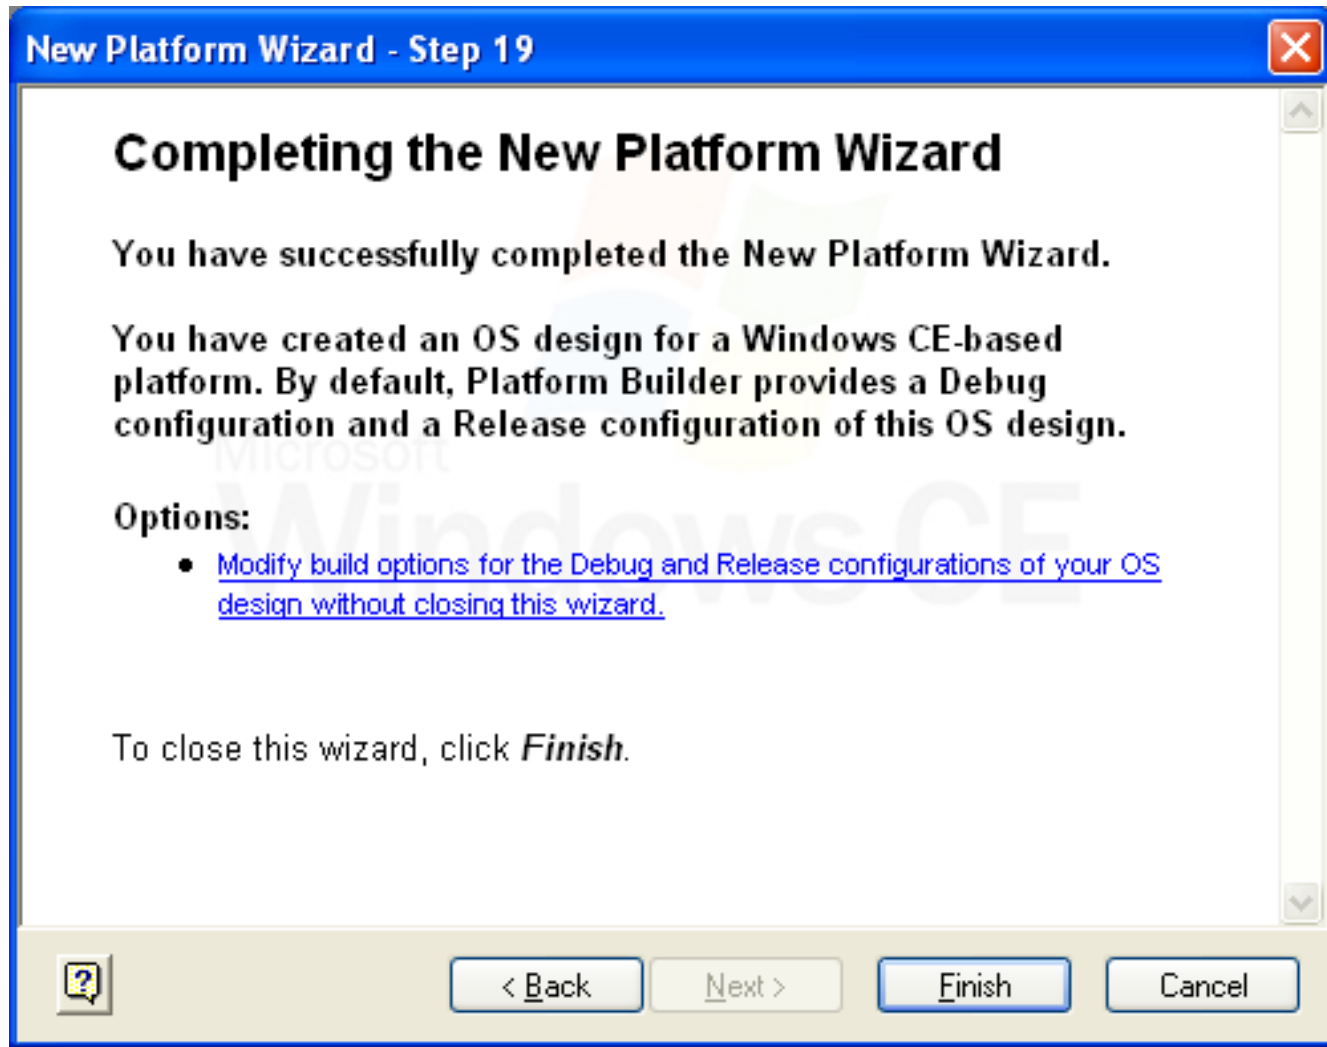 New Platform Wizard - Step 19
Completing the New Platform Wizard
You have successfully completed the New Platform Wizard.
You have created an OS design for a Windows CE-based
platform. By default, Platform Builder provides a Debug
configuration and a Release configuration of this OS design.
Microsoft
Windows CE
Options:
• Modify build options for the Debug and Release configurations of your OS
design without closing this wizard.
To close this wizard, click Finish.
?
< Back
Next >
Finish
Cancel